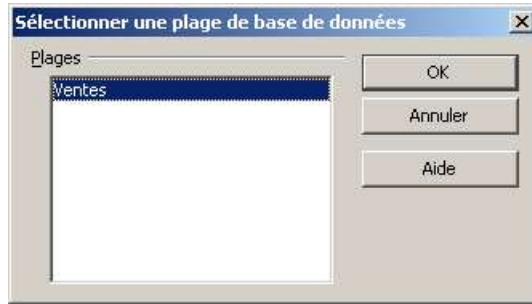 Sélectionner une plage de base de données
Plages
Ventes
OK
Annuler
Aide